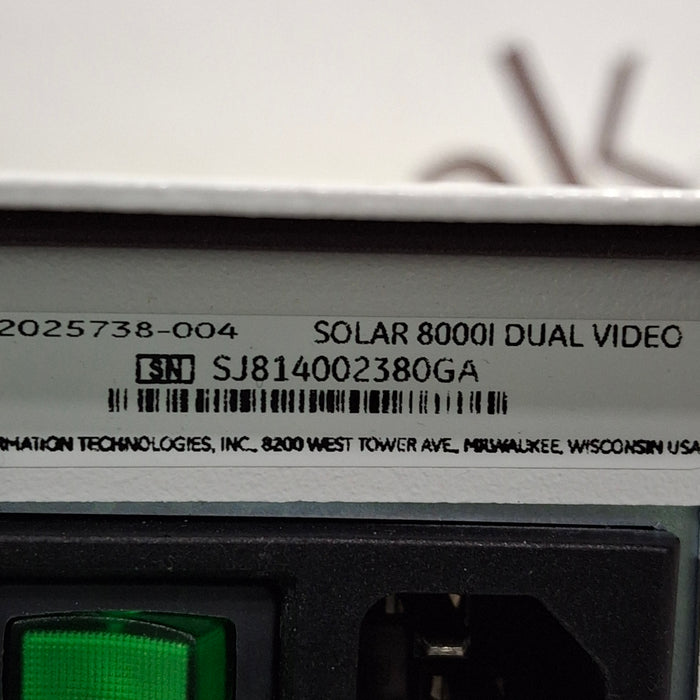 2025738-004 SOLAR 8000I DUAL VIDEO
SN SJ814002380GA
RMATION TECHNOLOGIES, INC. 8200 WEST TOWER AVE., MILWAUKEE, WISCONSIN USA